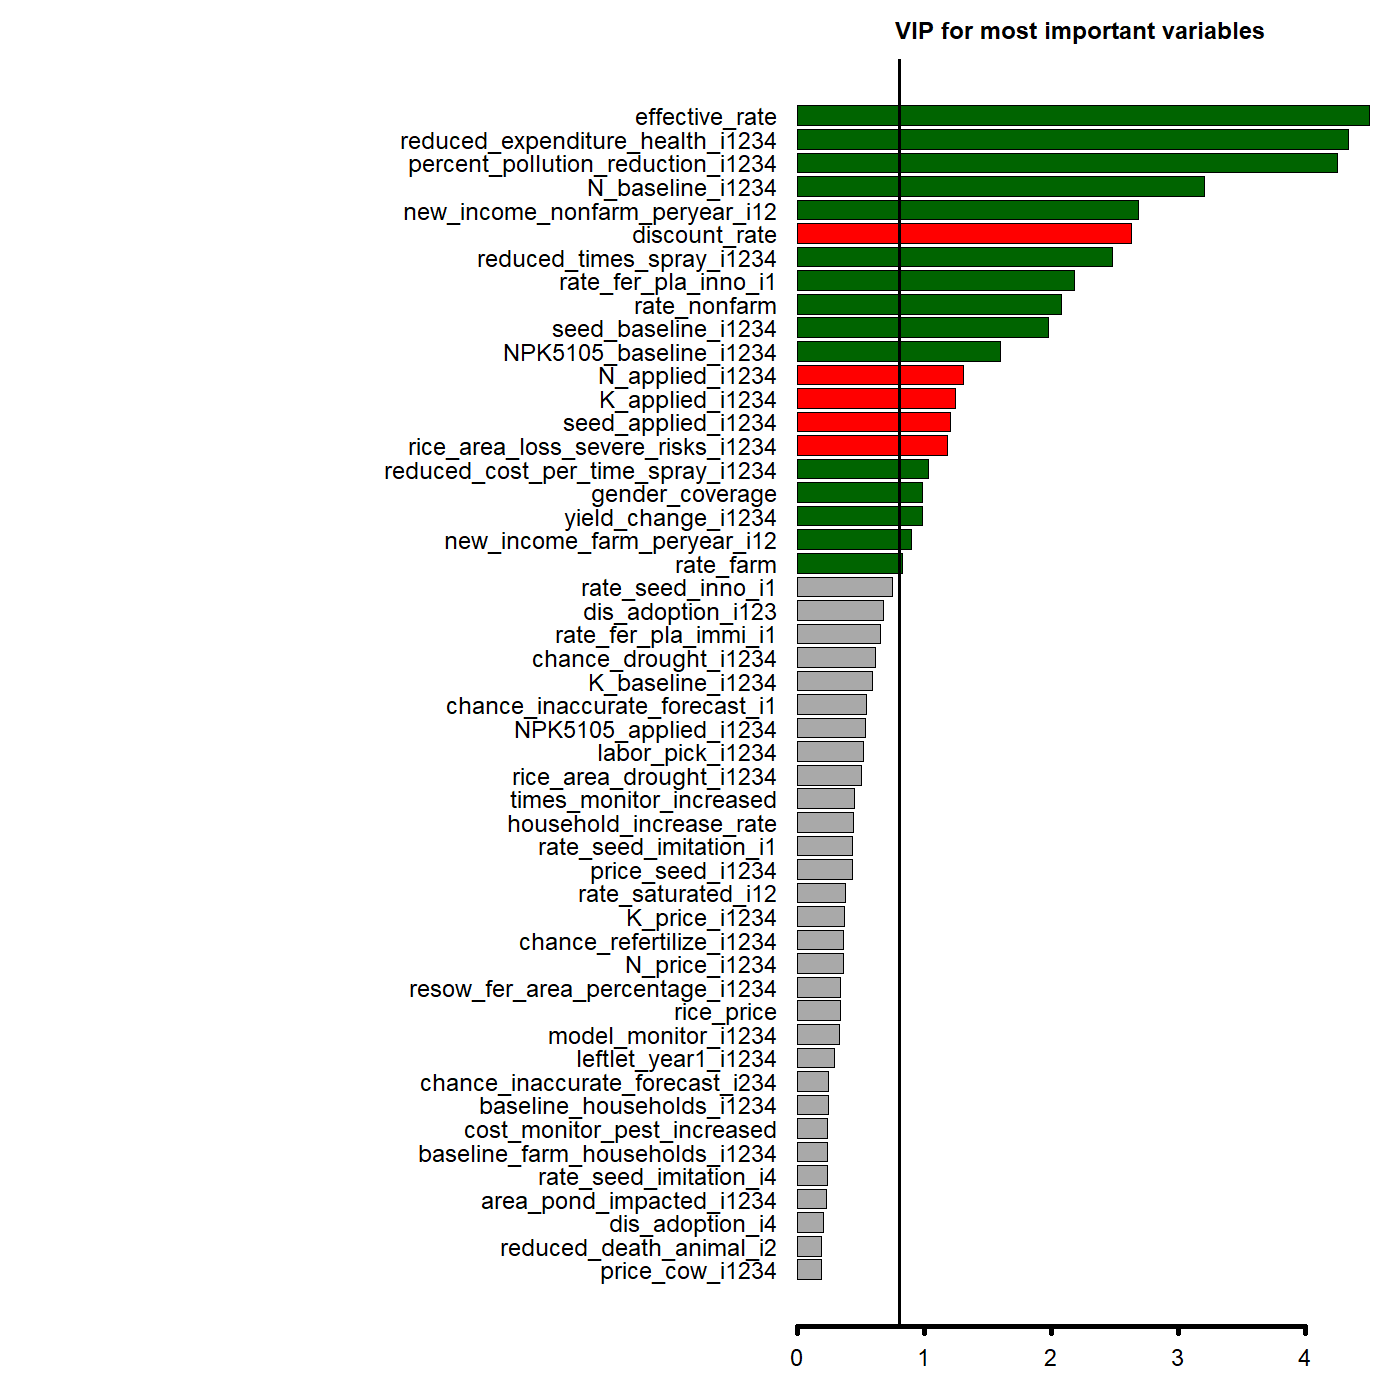 VIP for most important variables
effective_rate
reduced_expenditure_health_i1234
percent_pollution_reduction_i1234
N_baseline_i1234
new_income_nonfarm_peryear_i12
discount_rate
reduced_times_spray_i1234
rate_fer_pla_inno_i1
rate_nonfarm
seed_baseline_i1234
NPK5105_baseline_i1234
N_applied_i1234
K_applied_i1234
seed_applied_i1234
rice_area_loss_severe_risks_i1234
reduced_cost_per_time_spray_i1234
gender_coverage
yield_change_i1234
new_income_farm_peryear_i12
rate_farm
rate_seed_inno_i1
dis_adoption_i123
rate_fer_pla_immi_i1
chance_drought_i1234
K_baseline_i1234
chance_inaccurate_forecast_i1
NPK5105_applied_i1234
labor_pick_i1234
rice_area_drought_i1234
times_monitor_increased
household_increase_rate
rate_seed_imitation_i1
price_seed_i1234
rate_saturated_i12
K_price_i1234
chance_refertilize_i1234
N_price_i1234
resow_fer_area_percentage_i1234
rice_price
model_monitor_i1234
leftlet_year1_i1234
chance_inaccurate_forecast_i234
baseline_households_i1234
cost_monitor_pest_increased
baseline_farm_households_i1234
rate_seed_imitation_i4
area_pond_impacted_i1234
dis_adoption_i4
reduced_death_animal_i2
price_cow_i1234
0 1 2 3 4